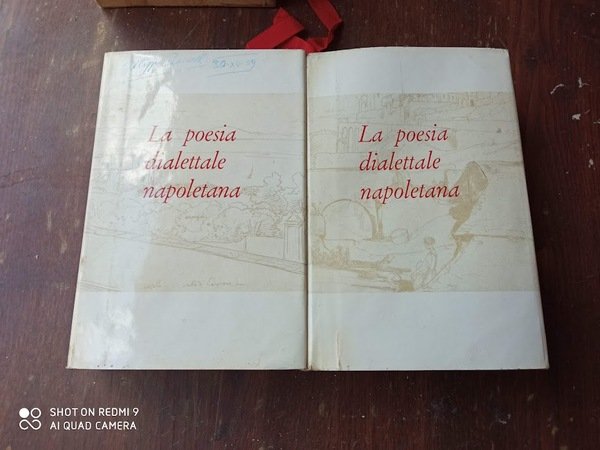 La poesia
dialettale
napoletana
La poesia
dialettale
napoletana
SHOT ON REDMI 9
AI QUAD CAMERA